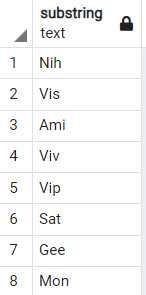 substring
text
1 Nih
2 Vis
3 Ami
4 Viv
5 Vip
6 Sat
7 Gee
8 Mon